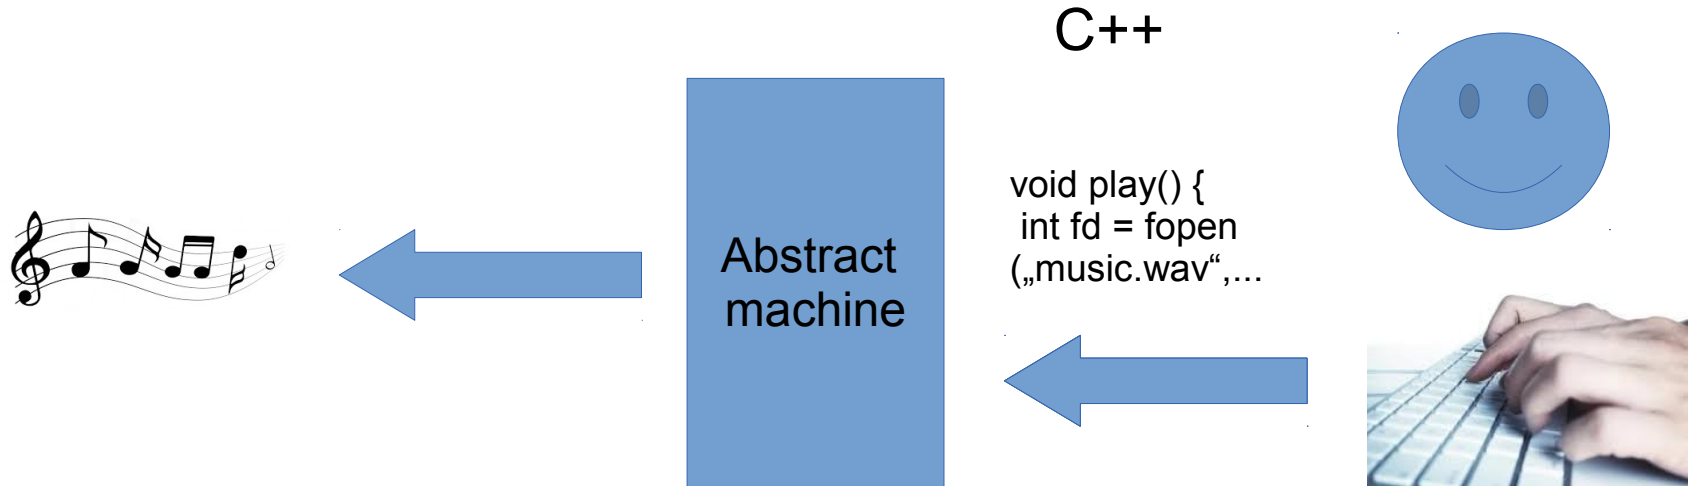 C++
void play() {
int fd = fopen
(„music.wav“,...
Abstract
machine